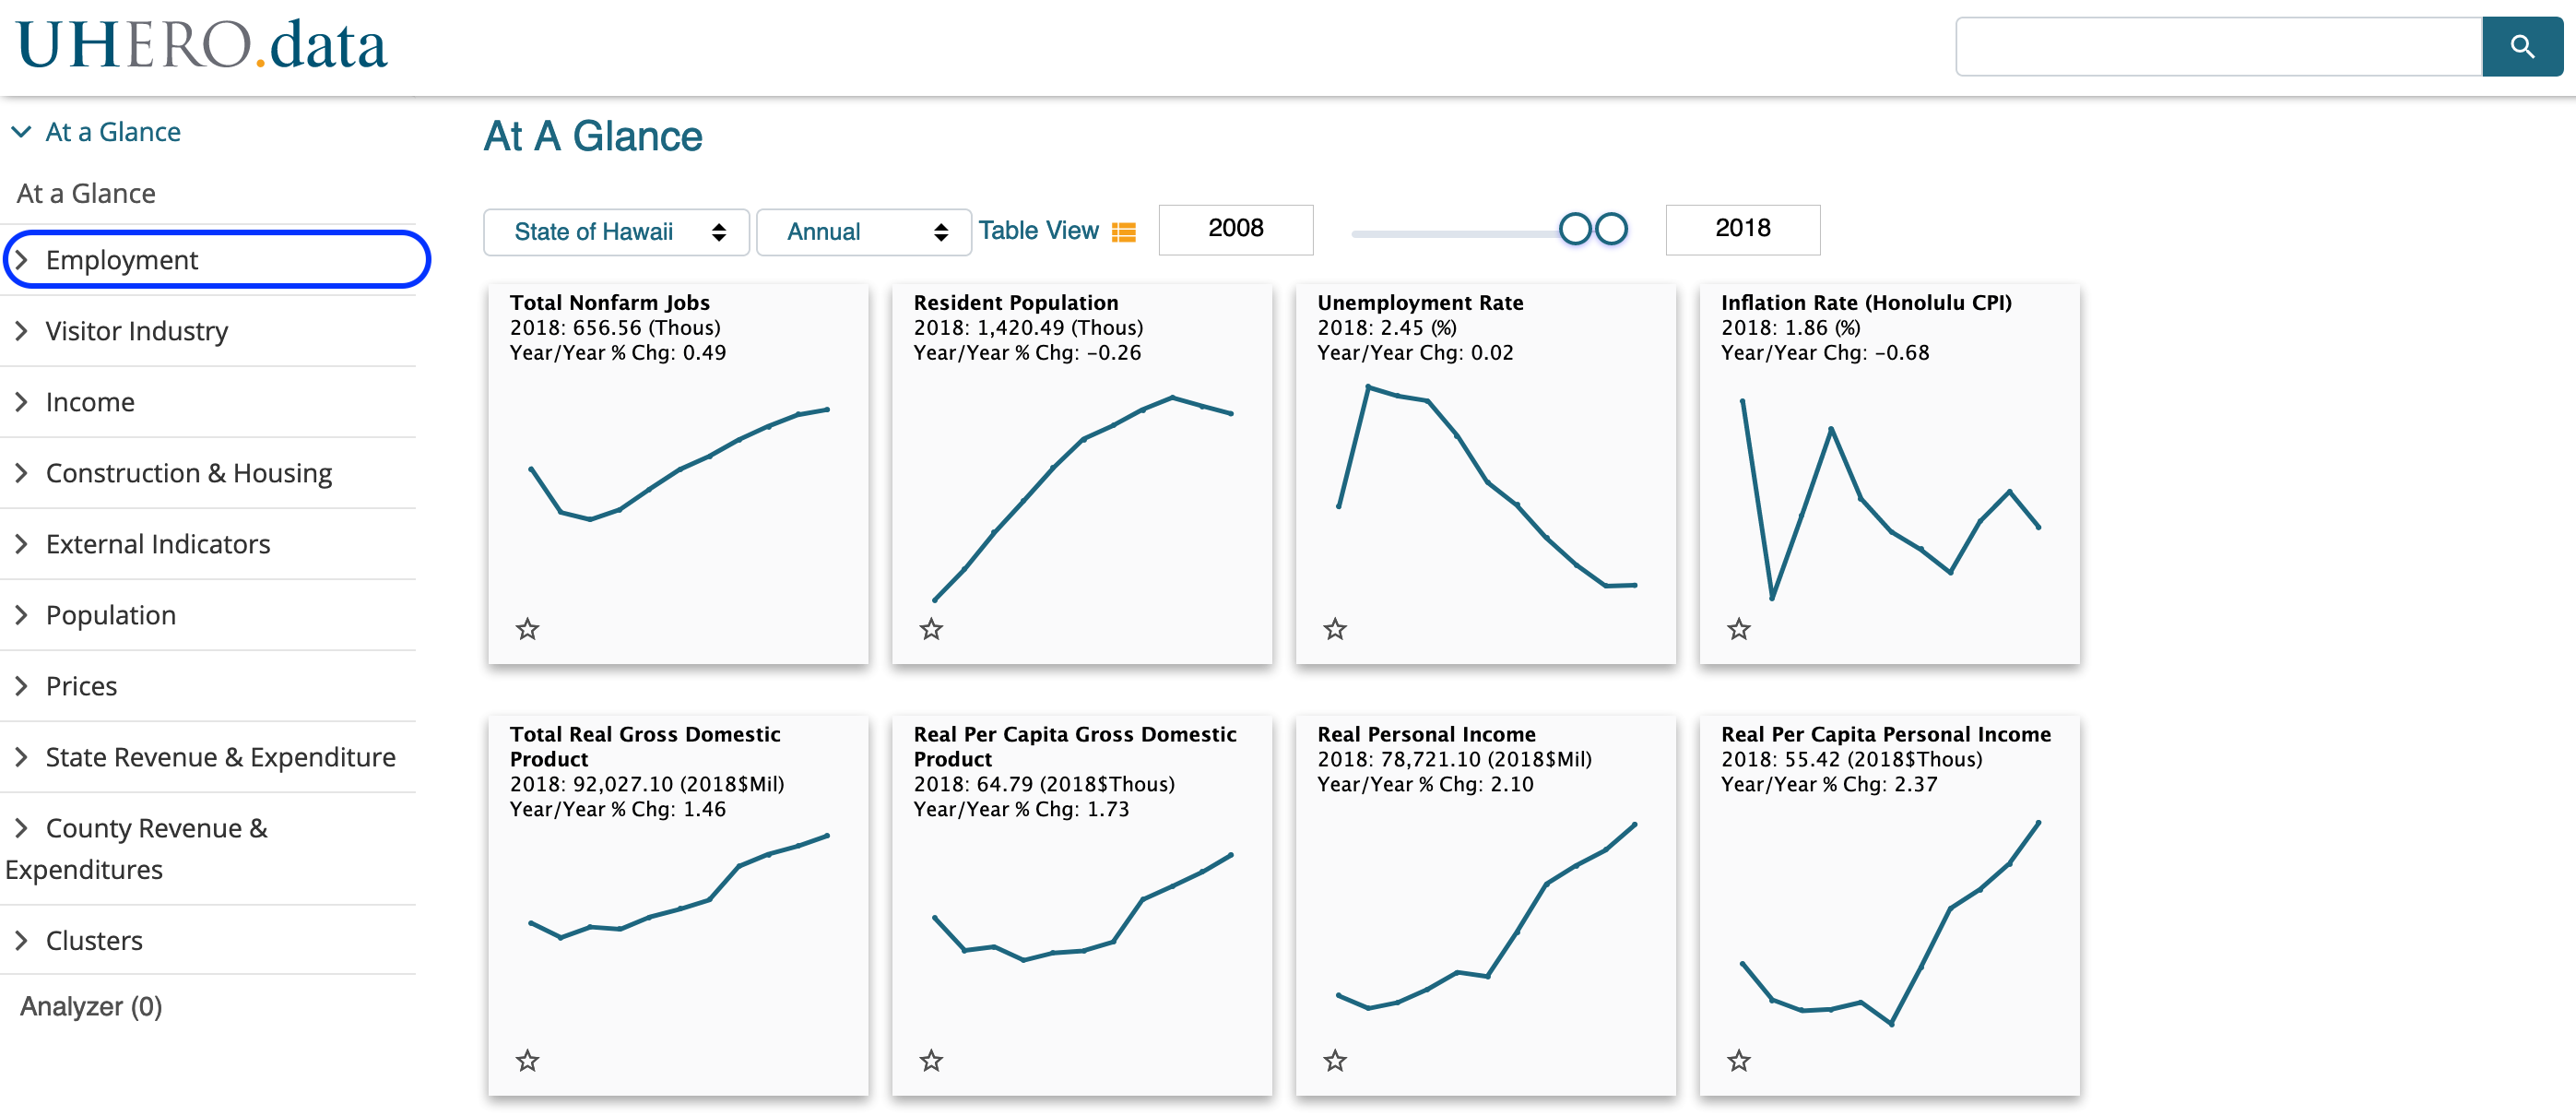 UHERO.data
At a Glance
At a Glance
Employment
Visitor Industry
Income
Construction & Housing
External Indicators
Population
Prices
State Revenue & Expenditure
County Revenue &
Expenditures
Clusters
Analyzer (0)
At A Glance
State of Hawaii
Annual
Table View
2008
2018
Total Nonfarm Jobs
2018: 656.56 (Thous)
Year/Year % Chg: 0.49
Resident Population
2018: 1,420.49 (Thous)
Year/Year % Chg: -0.26
Unemployment Rate
2018: 2.45 (%)
Year/Year Chg: 0.02
Inflation Rate (Honolulu CPI)
2018: 1.86 (%)
Year/Year Chg: -0.68
Total Real Gross Domestic
Product
2018: 92,027.10 (2018$Mil)
Year/Year % Chg: 1.46
Real Per Capita Gross Domestic
Product
2018: 64.79 (2018$Thous)
Year/Year % Chg: 1.73
Real Personal Income
2018: 78,721.10 (2018$Mil)
Year/Year % Chg: 2.10
Real Per Capita Personal Income
2018: 55.42 (2018$Thous)
Year/Year % Chg: 2.37